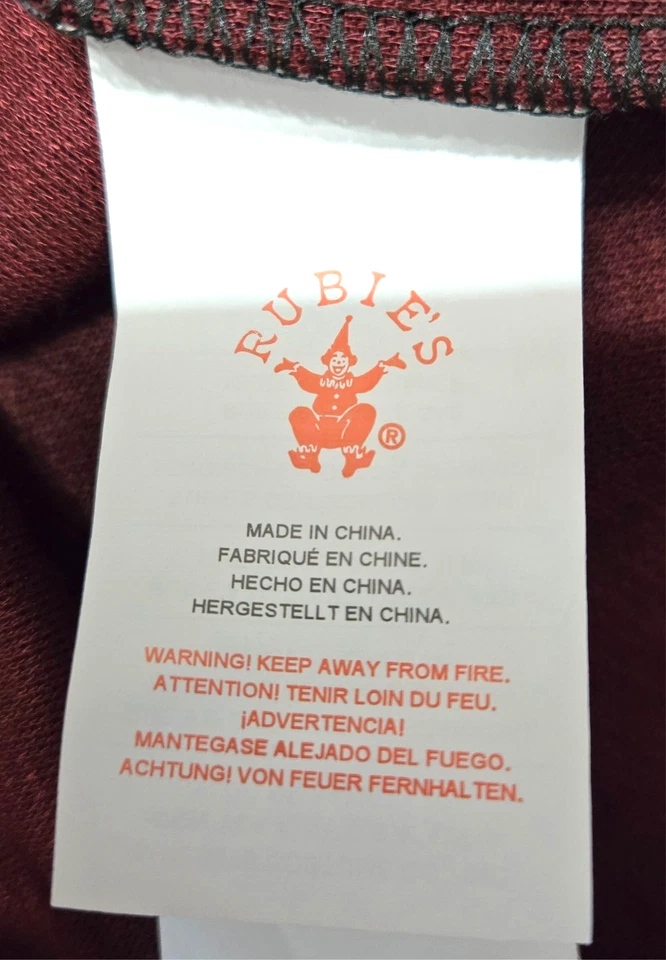 RUBIE'S
®
MADE IN CHINA.
FABRIQUÉ EN CHINE.
HECHO EN CHINA.
HERGESTELLT EN CHINA.
WARNING! KEEP AWAY FROM FIRE.
ATTENTION! TENIR LOIN DU FEU.
¡ADVERTENCIA!
MANTEGASE ALEJADO DEL FUEGO.
ACHTUNG! VON FEUER FERNHALTEN.